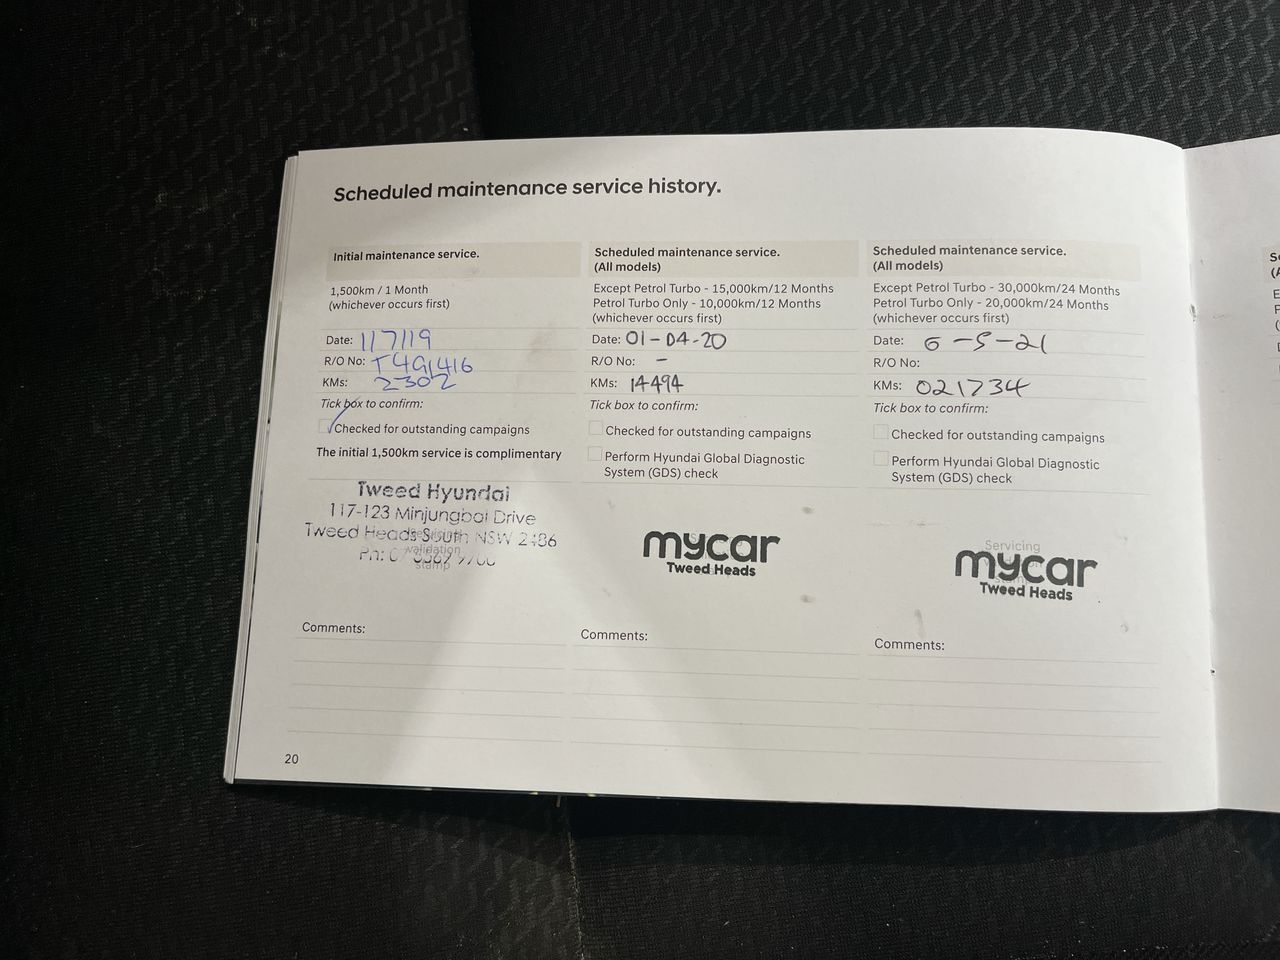 Scheduled maintenance service history.
Initial maintenance service.
1,500km / 1 Month
(whichever occurs first)
Date: 1/7/19
R/O No: T491416
KMs: 2302
Tick box to confirm:
Checked for outstanding campaigns
The initial 1,500km service is complimentary
Tweed Hyundai
117-123 Minjungbal Drive
Tweed Heads South NSW 2486
Servicing
validation
stamp
Ph:
Comments:
Scheduled maintenance service.
(All models)
Except Petrol Turbo - 15,000km/12 Months
Petrol Turbo Only - 10,000km/12 Months
(whichever occurs first)
Date: 01-04-20
R/O No: -
KMs: 14494
Tick box to confirm:
Checked for outstanding campaigns
Perform Hyundai Global Diagnostic
System (GDS) check
mycar
Tweed Heads
Comments:
Scheduled maintenance service.
(All models)
Except Petrol Turbo - 30,000km/24 Months
Petrol Turbo Only - 20,000km/24 Months
(whichever occurs first)
Date: 6-5-21
R/O No:
KMs: 021734
Tick box to confirm:
Checked for outstanding campaigns
Perform Hyundai Global Diagnostic
System (GDS) check
Servicing
mycar
Tweed Heads
Comments:
20